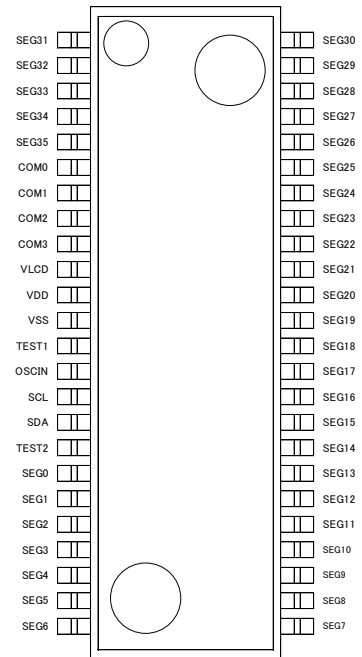 SEG31 SEG30
SEG32 SEG29
SEG33 SEG28
SEG34 SEG27
SEG35 SEG26
COM0 SEG25
COM1 SEG24
COM2 SEG23
COM3 SEG22
VLCD SEG21
VDD SEG20
VSS SEG19
TEST1 SEG18
OSCIN SEG17
SCL SEG16
SDA SEG15
TEST2 SEG14
SEG0 SEG13
SEG1 SEG12
SEG2 SEG11
SEG3 SEG10
SEG4 SEG9
SEG5 SEG8
SEG6 SEG7